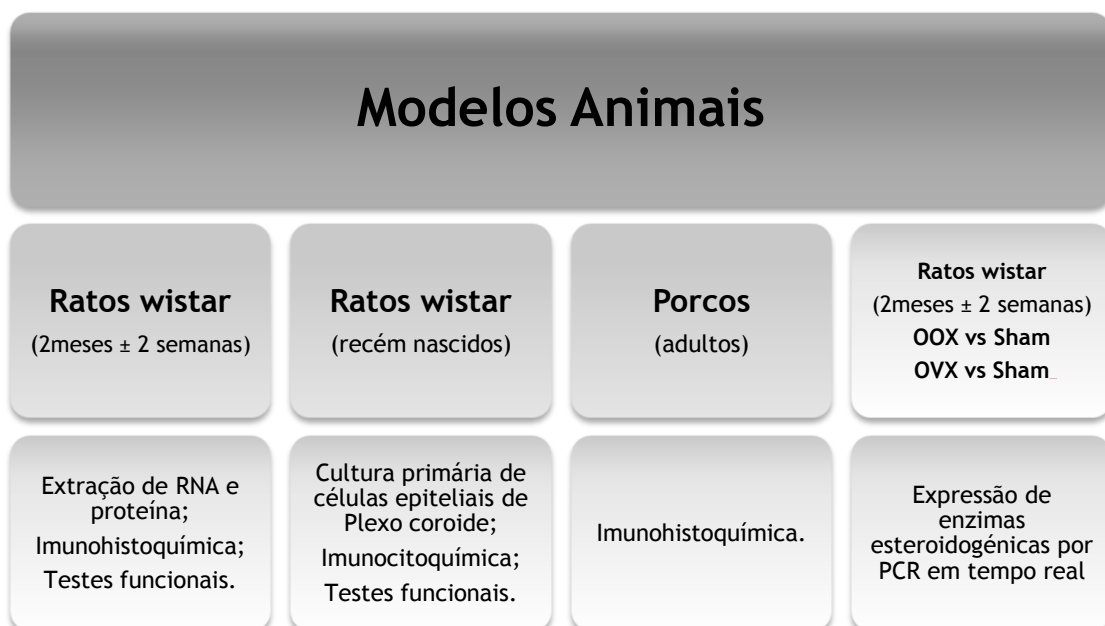 Modelos Animais
Ratos wistar
(2meses ± 2 semanas)
Ratos wistar
(recém nascidos)
Porcos
(adultos)
Ratos wistar
(2meses ± 2 semanas)
OOX vs Sham
OVX vs Sham_
Extração de RNA e
proteína;
Imunohistoquímica;
Testes funcionais.
Cultura primária de
células epiteliais de
Plexo coroide;
Imunocitoquímica;
Testes funcionais.
Imunohistoquímica.
Expressão de
enzimas
esteroidogénicas por
PCR em tempo real